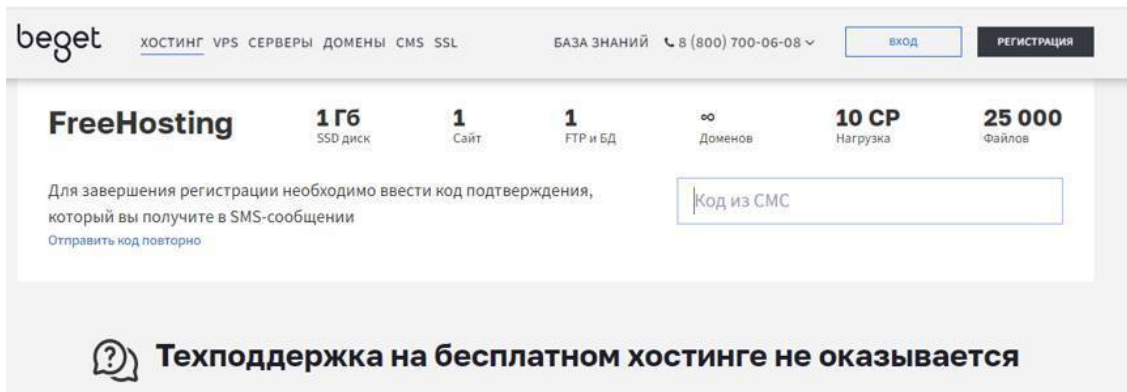 beget ХОСТИНГ VPS СЕРВЕРЫ ДОМЕНЫ CMS SSL БАЗА ЗНАНИЙ 8 (800) 700-06-08 ВХОД РЕГИСТРАЦИЯ
FreeHosting 1 Гб 1 1 ∞ 10 CP 25 000
SSD диск Сайт FTP и БД Доменов Нагрузка Файлов
Для завершения регистрации необходимо ввести код подтверждения,
который вы получите в SMS-сообщении
Код из СМС
Отправить код повторно
Техподдержка на бесплатном хостинге не оказывается